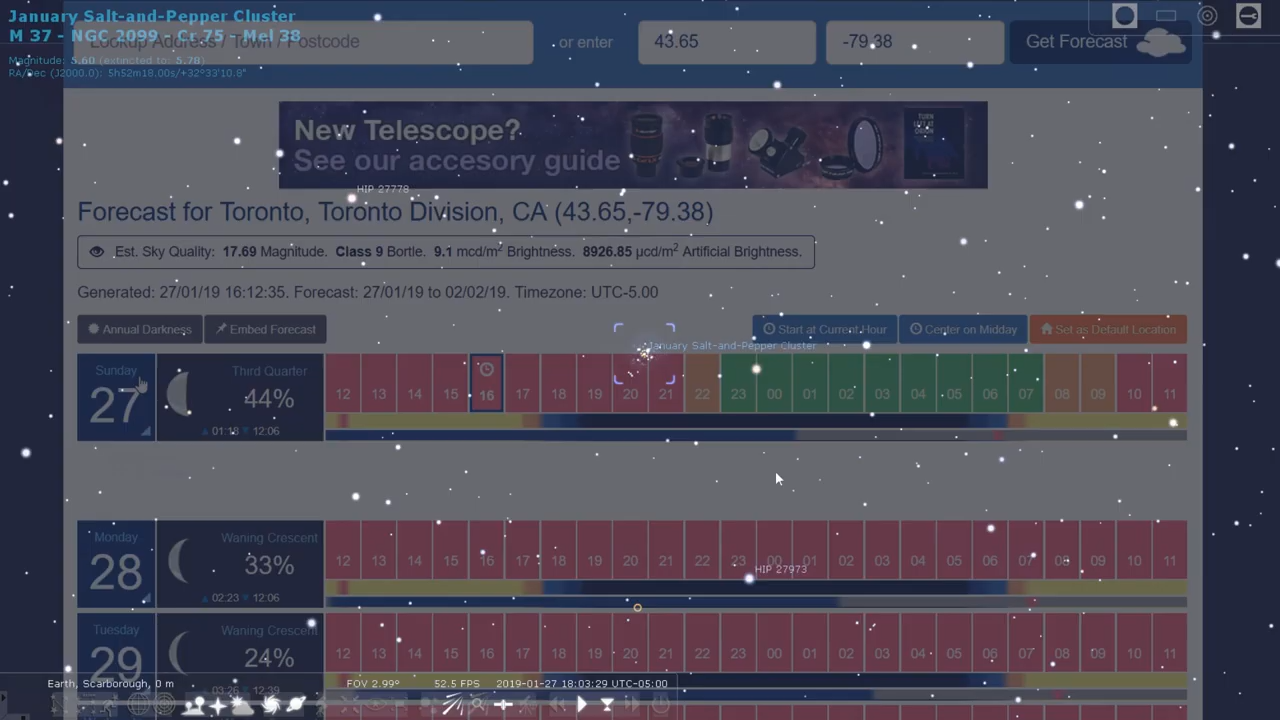 January Salt-and-Pepper Cluster
M 37 - NGC 2099 - Cr 75 - Mel 38
Magnitude: 5.60 (extincted to: 5.78)
RA/Dec (J2000.0): 5h52m18.00s/+32°33'10.8"
Lookup Address / Town / Postcode
or enter
43.65
-79.38
Get Forecast
New Telescope?
See our accesory guide
TURN LEFT AT ORION
HIP 27778
Forecast for Toronto, Toronto Division, CA (43.65,-79.38)
Est. Sky Quality: 17.69 Magnitude. Class 9 Bortle. 9.1 mcd/m² Brightness. 8926.85 μcd/m² Artificial Brightness.
Generated: 27/01/19 16:12:35. Forecast: 27/01/19 to 02/02/19. Timezone: UTC-5.00
Annual Darkness
Embed Forecast
Start at Current Hour
Center on Midday
Set as Default Location
January Salt-and-Pepper Cluster
Sunday
27
Third Quarter
44%
01:18 12:06
12 13 14 15 16 17 18 19 20 21 22 23 00 01 02 03 04 05 06 07 08 09 10 11
Monday
28
Waning Crescent
33%
02:23 12:06
12 13 14 15 16 17 18 19 20 21 22 23 00 01 02 03 04 05 06 07 08 09 10 11
HIP 27973
Tuesday
29
Waning Crescent
24%
03:26 12:39
12 13 14 15 16 17 18 19 20 21 22 23 00 01 02 03 04 05 06 07 08 09 10 11
Earth, Scarborough, 0 m
FOV 2.99°
52.5 FPS
2019-01-27 18:03:29 UTC-05:00